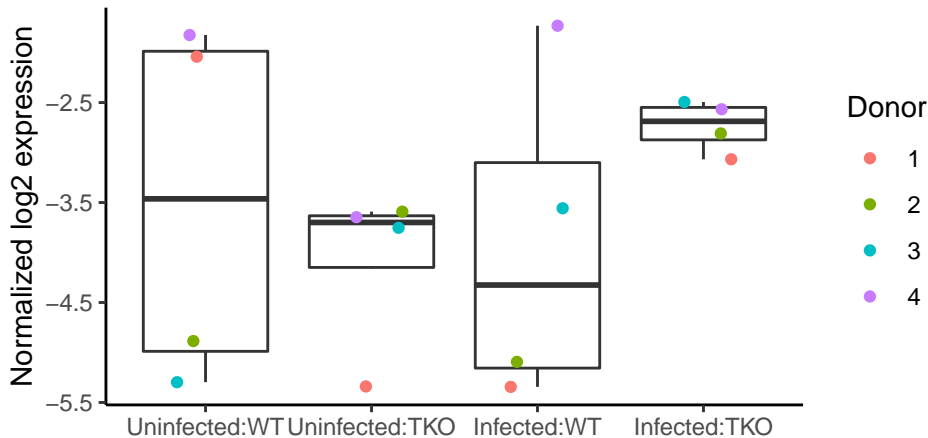 Normalized log2 expression
−2.5
−3.5
−4.5
−5.5
Uninfected:WT
Uninfected:TKO
Infected:WT
Infected:TKO
Donor
1
2
3
4